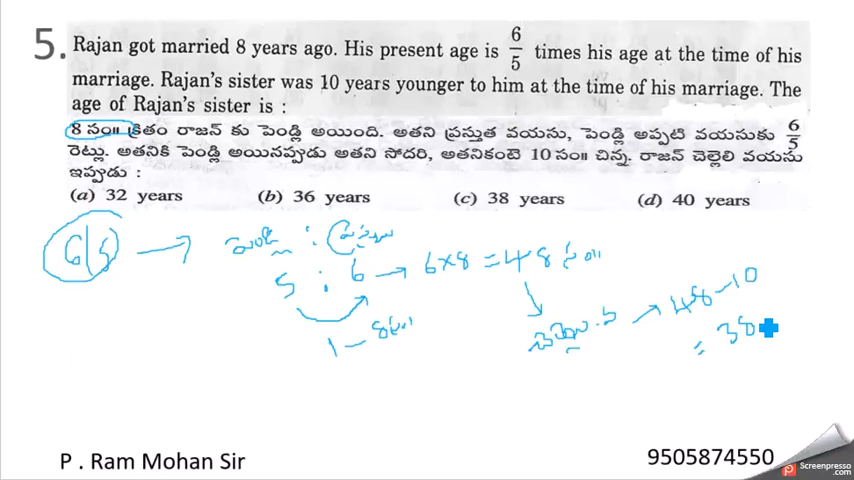 5. Rajan got married 8 years ago. His present age is 6/5 times his age at the time of his
marriage. Rajan's sister was 10 years younger to him at the time of his marriage. The
age of Rajan's sister is :
8 సం॥ క్రితం రాజన్ కు పెండ్లి అయింది. అతని ప్రస్తుత వయసు, పెండ్లి అప్పటి వయసుకు 6/5
రెట్లు. అతనికి పెండ్లి అయినప్పుడు అతని సోదరి, అతనికంటె 10 సం॥ చిన్న. రాజన్ చెల్లెలి వయసు
ఇప్పుడు :
(a) 32 years (b) 36 years (c) 38 years (d) 40 years
6|5 → :
5 : 6 → 6×8 = 48
1 – 8
→ 48–10
= 38
P . Ram Mohan Sir
9505874550
Screenpresso
.com